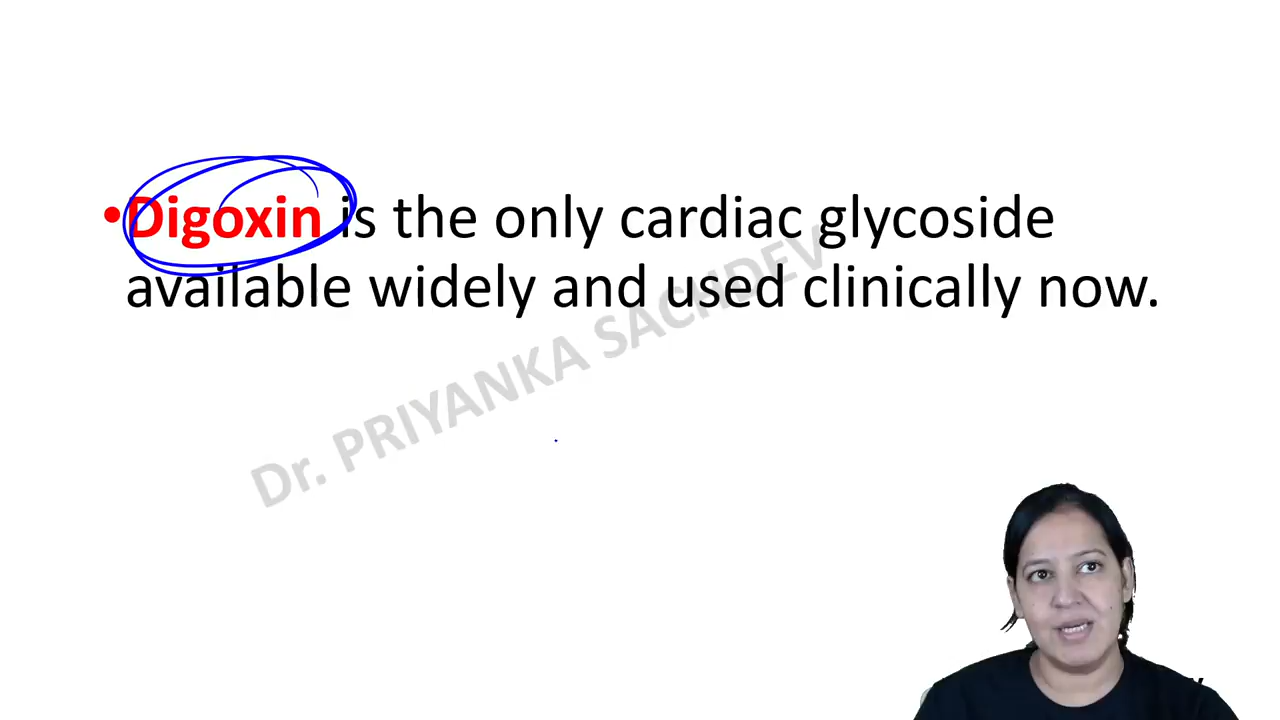 •Digoxin is the only cardiac glycoside
available widely and used clinically now.
Dr. PRIYANKA SACHDEV